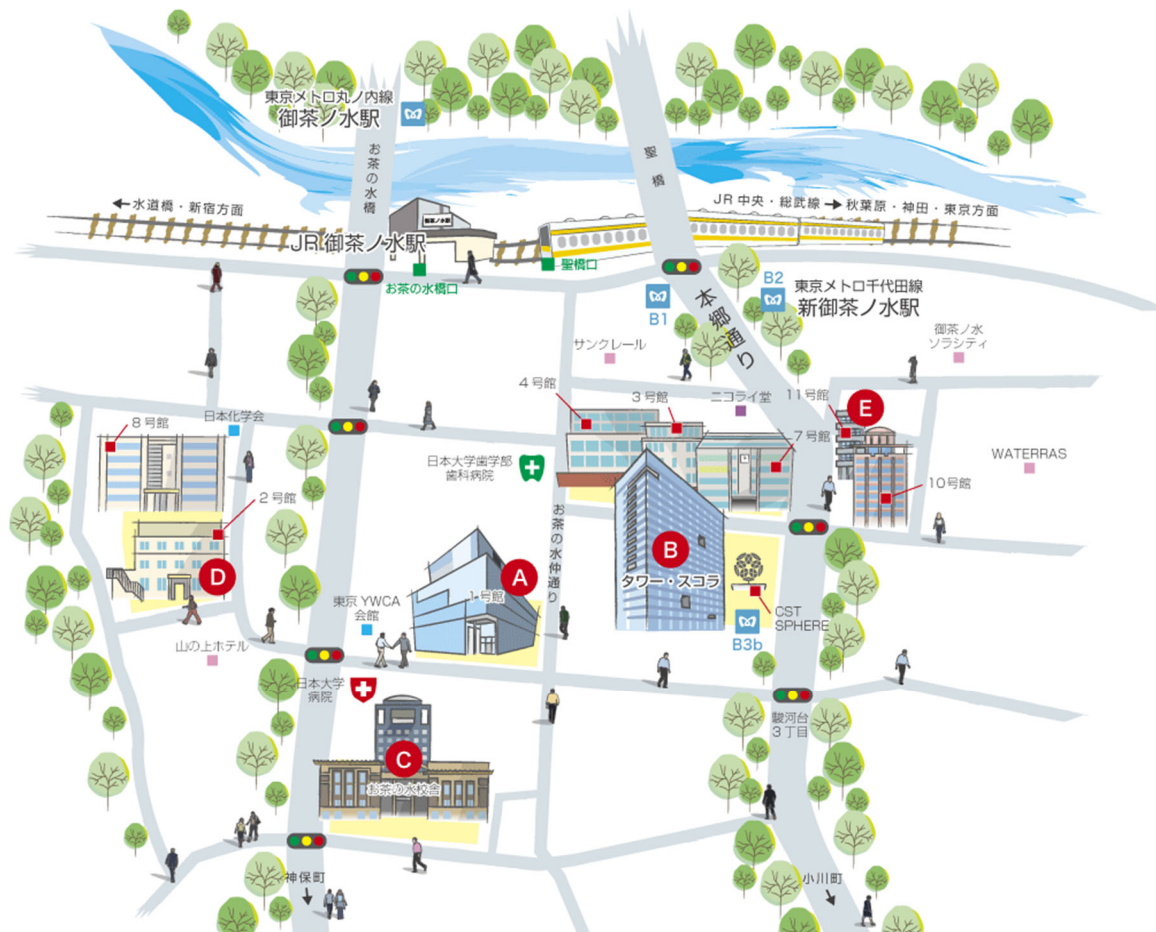 東京メトロ丸ノ内線
御茶ノ水駅
お茶の水橋
聖橋
← 水道橋・新宿方面
JR 中央・総武線 → 秋葉原・神田・東京方面
御茶ノ水駅
JR 御茶ノ水駅
お茶の水橋口
聖橋口
B1
B2
東京メトロ千代田線
新御茶ノ水駅
本郷通り
サンクレール
御茶ノ水
ソラシティ
4 号館
3 号館
ニコライ堂
11 号館
E
7 号館
8 号館
日本化学会
日本大学歯学部
歯科病院
WATERRAS
10 号館
2 号館
お茶の水仲通り
D
A
1 号館
B
タワー・スコラ
東京 YWCA
会館
CST
SPHERE
B3b
山の上ホテル
日本大学
病院
駿河台
3 丁目
C
お茶の水校舎
神保町
↓
小川町
↘